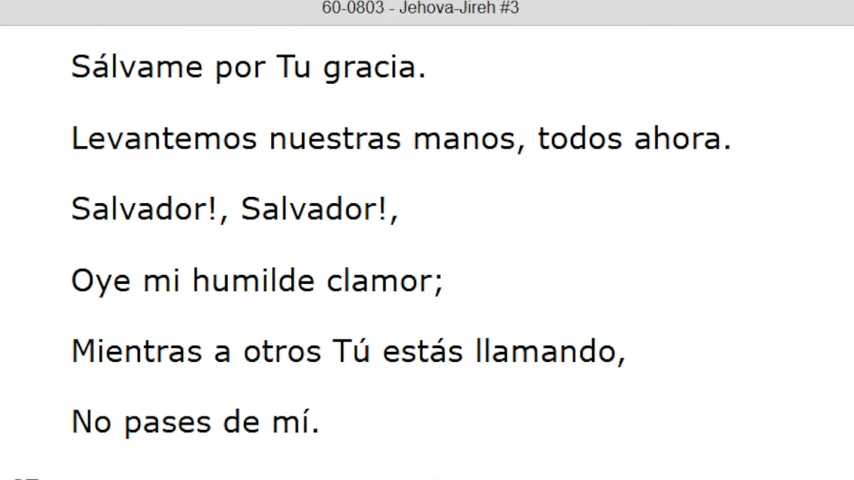 60-0803 - Jehova-Jireh #3
Sálvame por Tu gracia.
Levantemos nuestras manos, todos ahora.
Salvador!, Salvador!,
Oye mi humilde clamor;
Mientras a otros Tú estás llamando,
No pases de mí.